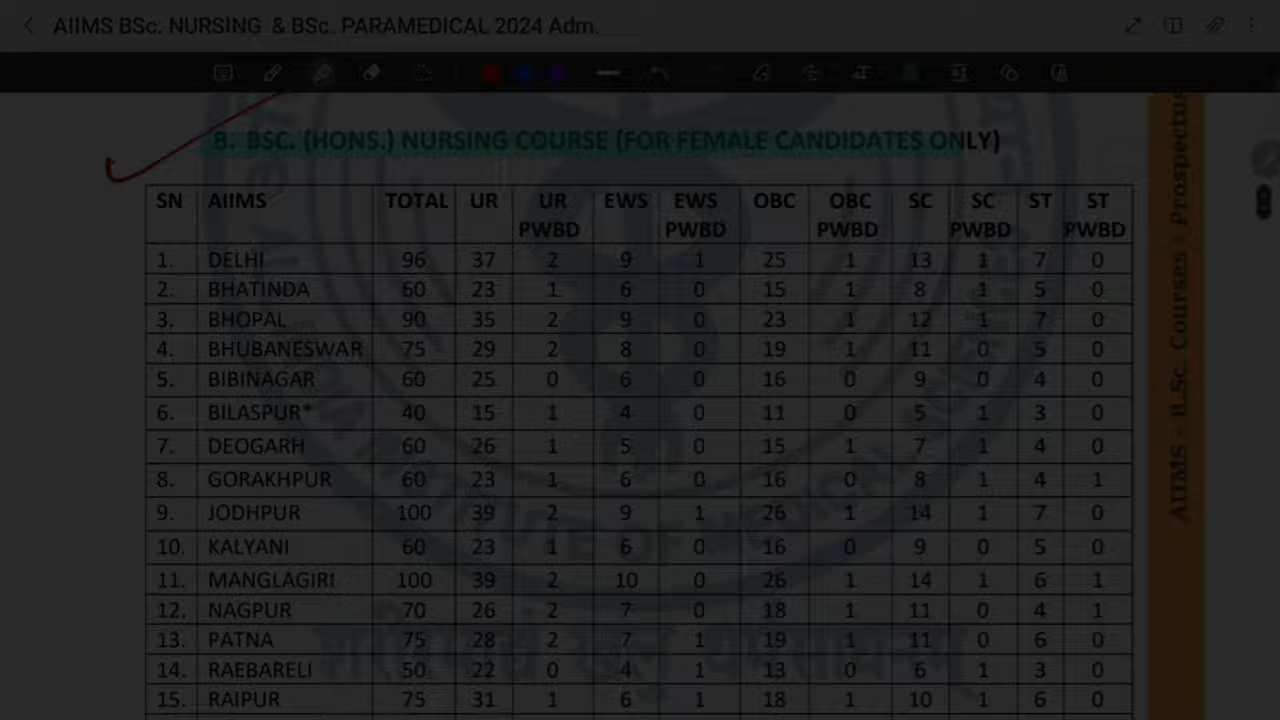 AIIMS BSc. NURSING & BSc. PARAMEDICAL 2024 Adm.
B. BSC. (HONS.) NURSING COURSE (FOR FEMALE CANDIDATES ONLY)
SN AIIMS TOTAL UR UR PWBD EWS EWS PWBD OBC OBC PWBD SC SC PWBD ST ST PWBD
1. DELHI 96 37 2 9 1 25 1 13 1 7 0
2. BHATINDA 60 23 1 6 0 15 1 8 1 5 0
3. BHOPAL 90 35 2 9 0 23 1 12 1 7 0
4. BHUBANESWAR 75 29 2 8 0 19 1 11 0 5 0
5. BIBINAGAR 60 25 0 6 0 16 0 9 0 4 0
6. BILASPUR* 40 15 1 4 0 11 0 5 1 3 0
7. DEOGARH 60 26 1 5 0 15 1 7 1 4 0
8. GORAKHPUR 60 23 1 6 0 16 0 8 1 4 1
9. JODHPUR 100 39 2 9 1 26 1 14 1 7 0
10. KALYANI 60 23 1 6 0 16 0 9 0 5 0
11. MANGLAGIRI 100 39 2 10 0 26 1 14 1 6 1
12. NAGPUR 70 26 2 7 0 18 1 11 0 4 1
13. PATNA 75 28 2 7 1 19 1 11 0 6 0
14. RAEBARELI 50 22 0 4 1 13 0 6 1 3 0
15. RAIPUR 75 31 1 6 1 18 1 10 1 6 0
AIIMS - B.Sc. Courses - Prospectu